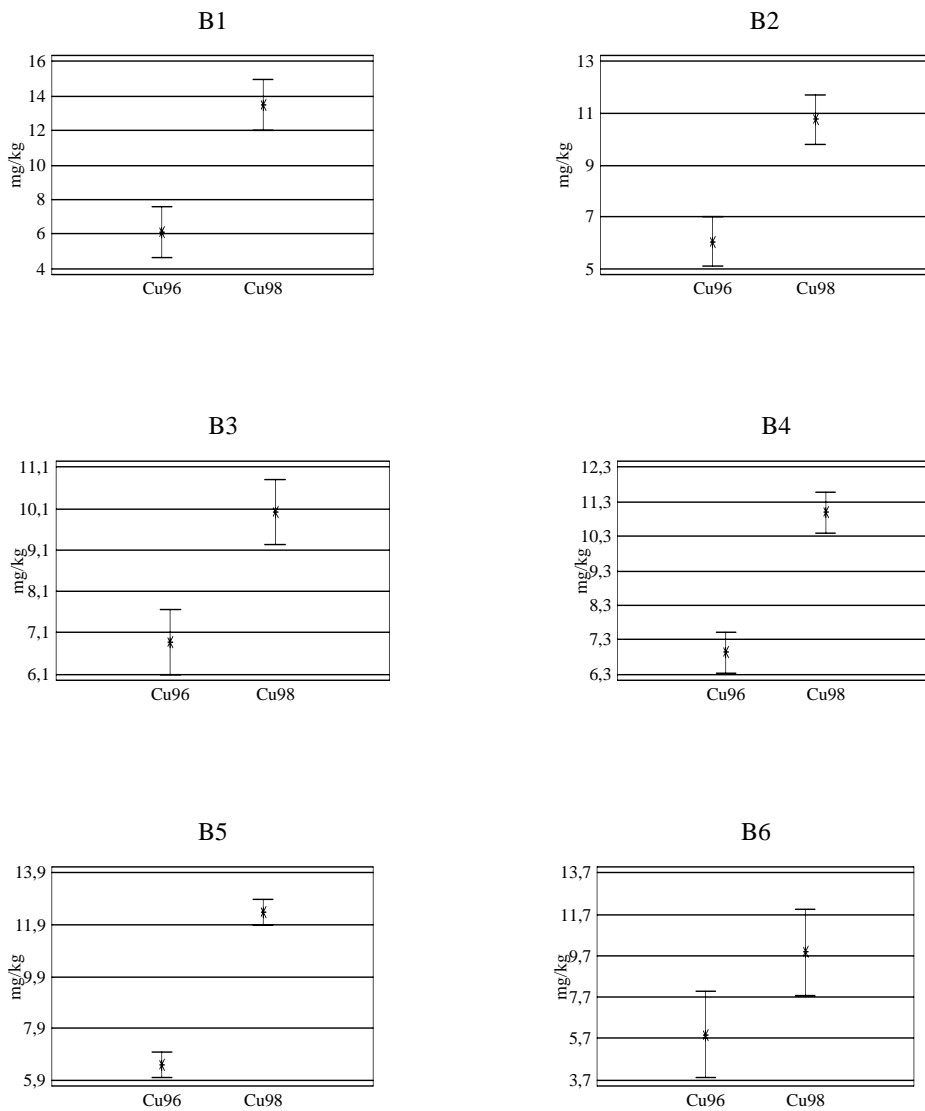 B1
16
14
12
10
8
6
4
mg/kg
Cu96 Cu98
B2
13
11
9
7
5
mg/kg
Cu96 Cu98
B3
11,1
10,1
9,1
8,1
7,1
6,1
mg/kg
Cu96 Cu98
B4
12,3
11,3
10,3
9,3
8,3
7,3
6,3
mg/kg
Cu96 Cu98
B5
13,9
11,9
9,9
7,9
5,9
mg/kg
Cu96 Cu98
B6
13,7
11,7
9,7
7,7
5,7
3,7
mg/kg
Cu96 Cu98